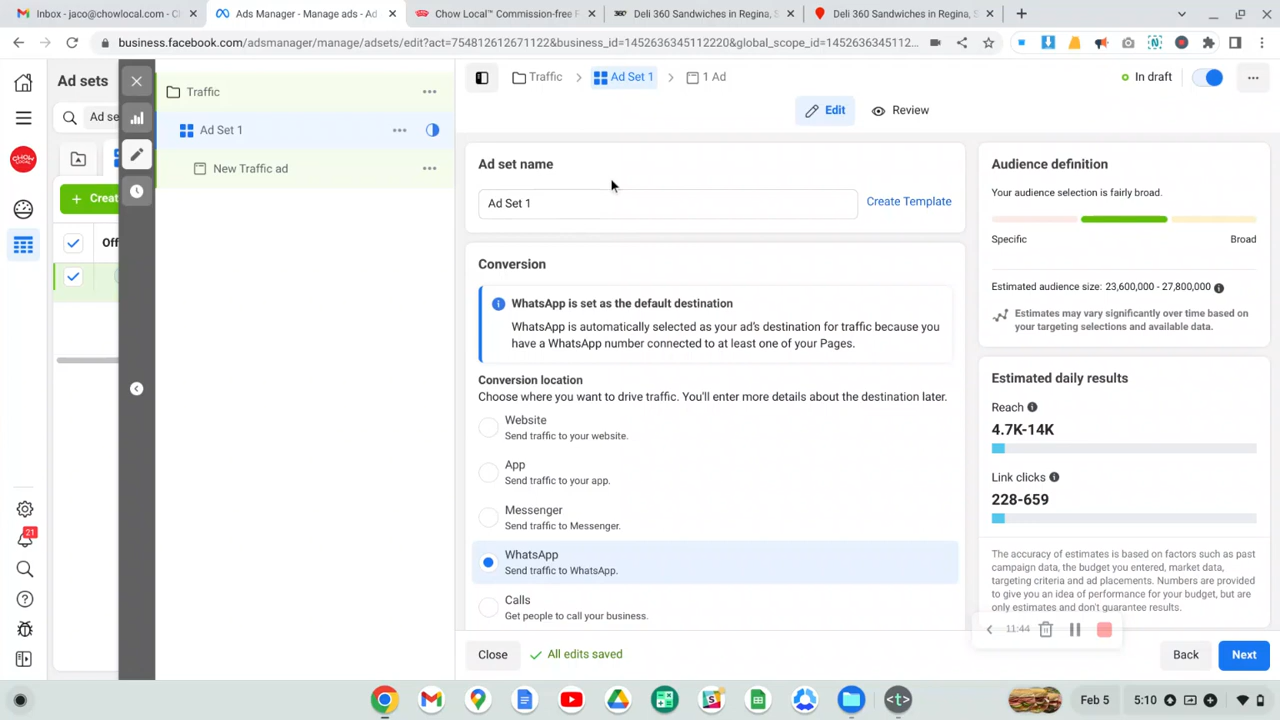 Inbox - jaco@chowlocal.com - C
Ads Manager - Manage ads - Ad
Chow Local™ Commission-free F
Deli 360 Sandwiches in Regina, S
Deli 360 Sandwiches in Regina, S
business.facebook.com/adsmanager/manage/adsets/edit?act=754812612671122&business_id=1452636345112220&global_scope_id=1452636345112...
Ad sets
Traffic
Traffic
Ad Set 1
1 Ad
In draft
Ad se
Ad Set 1
Edit
Review
New Traffic ad
CHOW LOCAL
Crea
Off
Ad set name
Ad Set 1
Create Template
Conversion
WhatsApp is set as the default destination
WhatsApp is automatically selected as your ad's destination for traffic because you
have a WhatsApp number connected to at least one of your Pages.
Conversion location
Choose where you want to drive traffic. You'll enter more details about the destination later.
Website
Send traffic to your website.
App
Send traffic to your app.
Messenger
Send traffic to Messenger.
WhatsApp
Send traffic to WhatsApp.
Calls
Get people to call your business.
Audience definition
Your audience selection is fairly broad.
Specific
Broad
Estimated audience size: 23,600,000 - 27,800,000
Estimates may vary significantly over time based on
your targeting selections and available data.
Estimated daily results
Reach
4.7K-14K
Link clicks
228-659
The accuracy of estimates is based on factors such as past
campaign data, the budget you entered, market data,
targeting criteria and ad placements. Numbers are provided
to give you an idea of performance for your budget, but are
only estimates and don't guarantee results.
11:44
21
Close
All edits saved
Back
Next
Feb 5
5:10